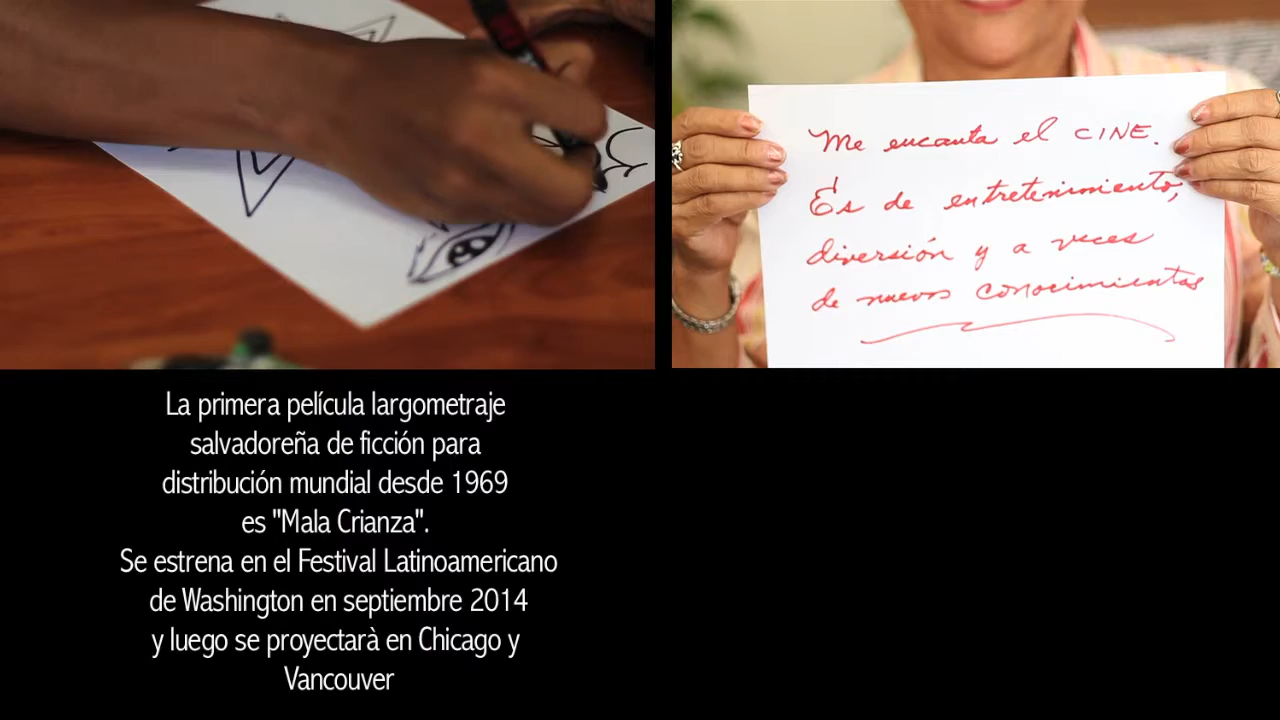 Me encanta el CINE.
Es de entretenimiento,
diversión y a veces
de nuevos conocimientos
La primera película largometraje
salvadoreña de ficción para
distribución mundial desde 1969
es "Mala Crianza".
Se estrena en el Festival Latinoamericano
de Washington en septiembre 2014
y luego se proyectarà en Chicago y
Vancouver